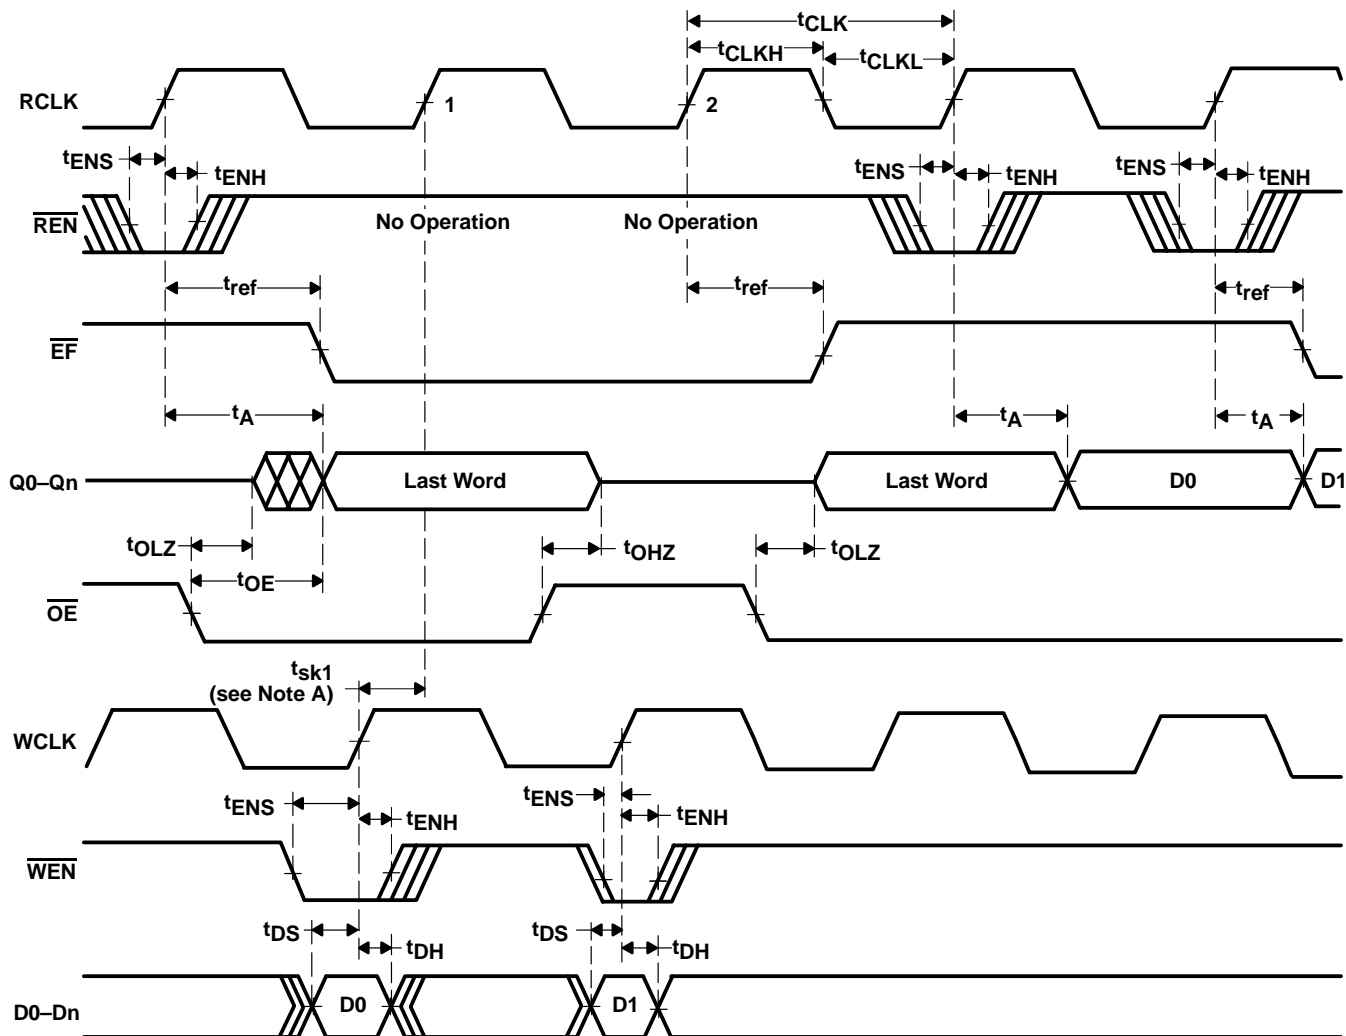 tCLK
tCLKH
tCLKL
RCLK
1
2
tENS
tENH
tENS
tENH
tENS
tENH
REN
No Operation
No Operation
tref
tref
tref
EF
tA
tA
tA
Q0–Qn
Last Word
Last Word
D0
D1
tOLZ
tOHZ
tOLZ
tOE
OE
tsk1
(see Note A)
WCLK
tENS
tENH
tENS
tENH
WEN
tDS
tDH
tDS
tDH
D0–Dn
D0
D1